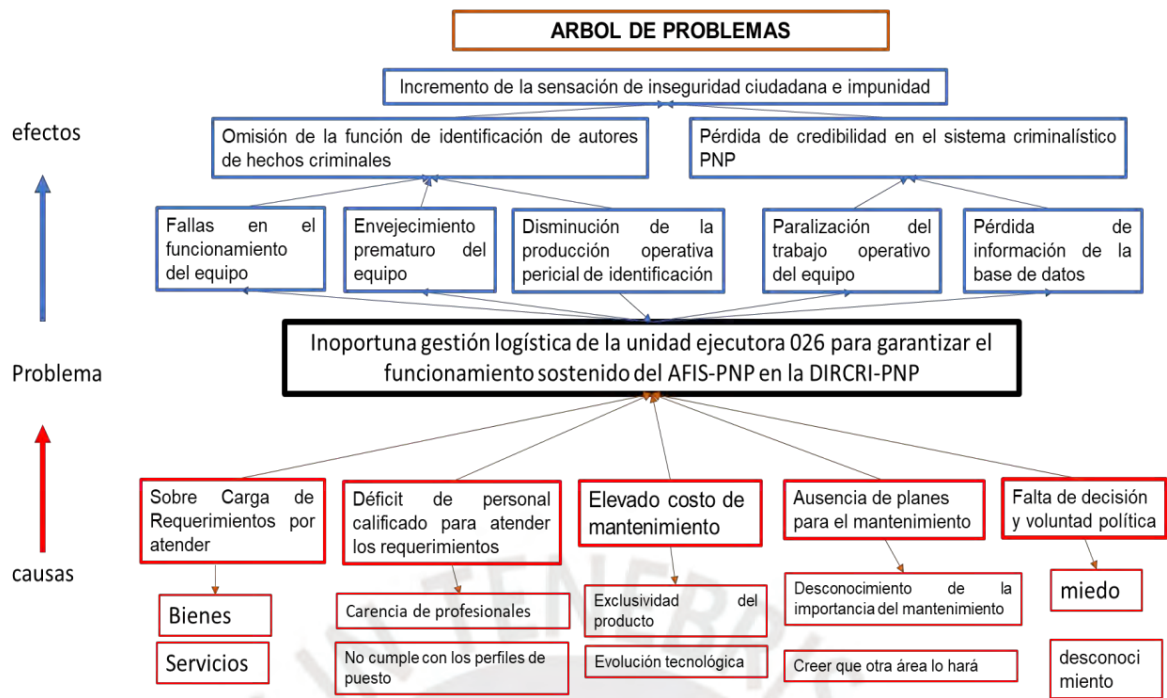 ARBOL DE PROBLEMAS
Incremento de la sensación de inseguridad ciudadana e impunidad
efectos
Omisión de la función de identificación de autores
de hechos criminales
Pérdida de credibilidad en el sistema criminalístico
PNP
Fallas en el
funcionamiento
del equipo
Envejecimiento
prematuro del
equipo
Disminución de la
producción operativa
pericial de identificación
Paralización del
trabajo operativo
del equipo
Pérdida de
información de la
base de datos
Problema
Inoportuna gestión logística de la unidad ejecutora 026 para garantizar el
funcionamiento sostenido del AFIS-PNP en la DIRCRI-PNP
causas
Sobre Carga de
Requerimientos por
atender
Déficit de personal
calificado para atender
los requerimientos
Elevado costo de
mantenimiento
Ausencia de planes
para el mantenimiento
Falta de decisión
y voluntad política
Bienes
Carencia de profesionales
Exclusividad del
producto
Desconocimiento de la
importancia del mantenimiento
miedo
Servicios
No cumple con los perfiles de
puesto
Evolución tecnológica
Creer que otra área lo hará
desconoci
miento
IN TENEBRIS